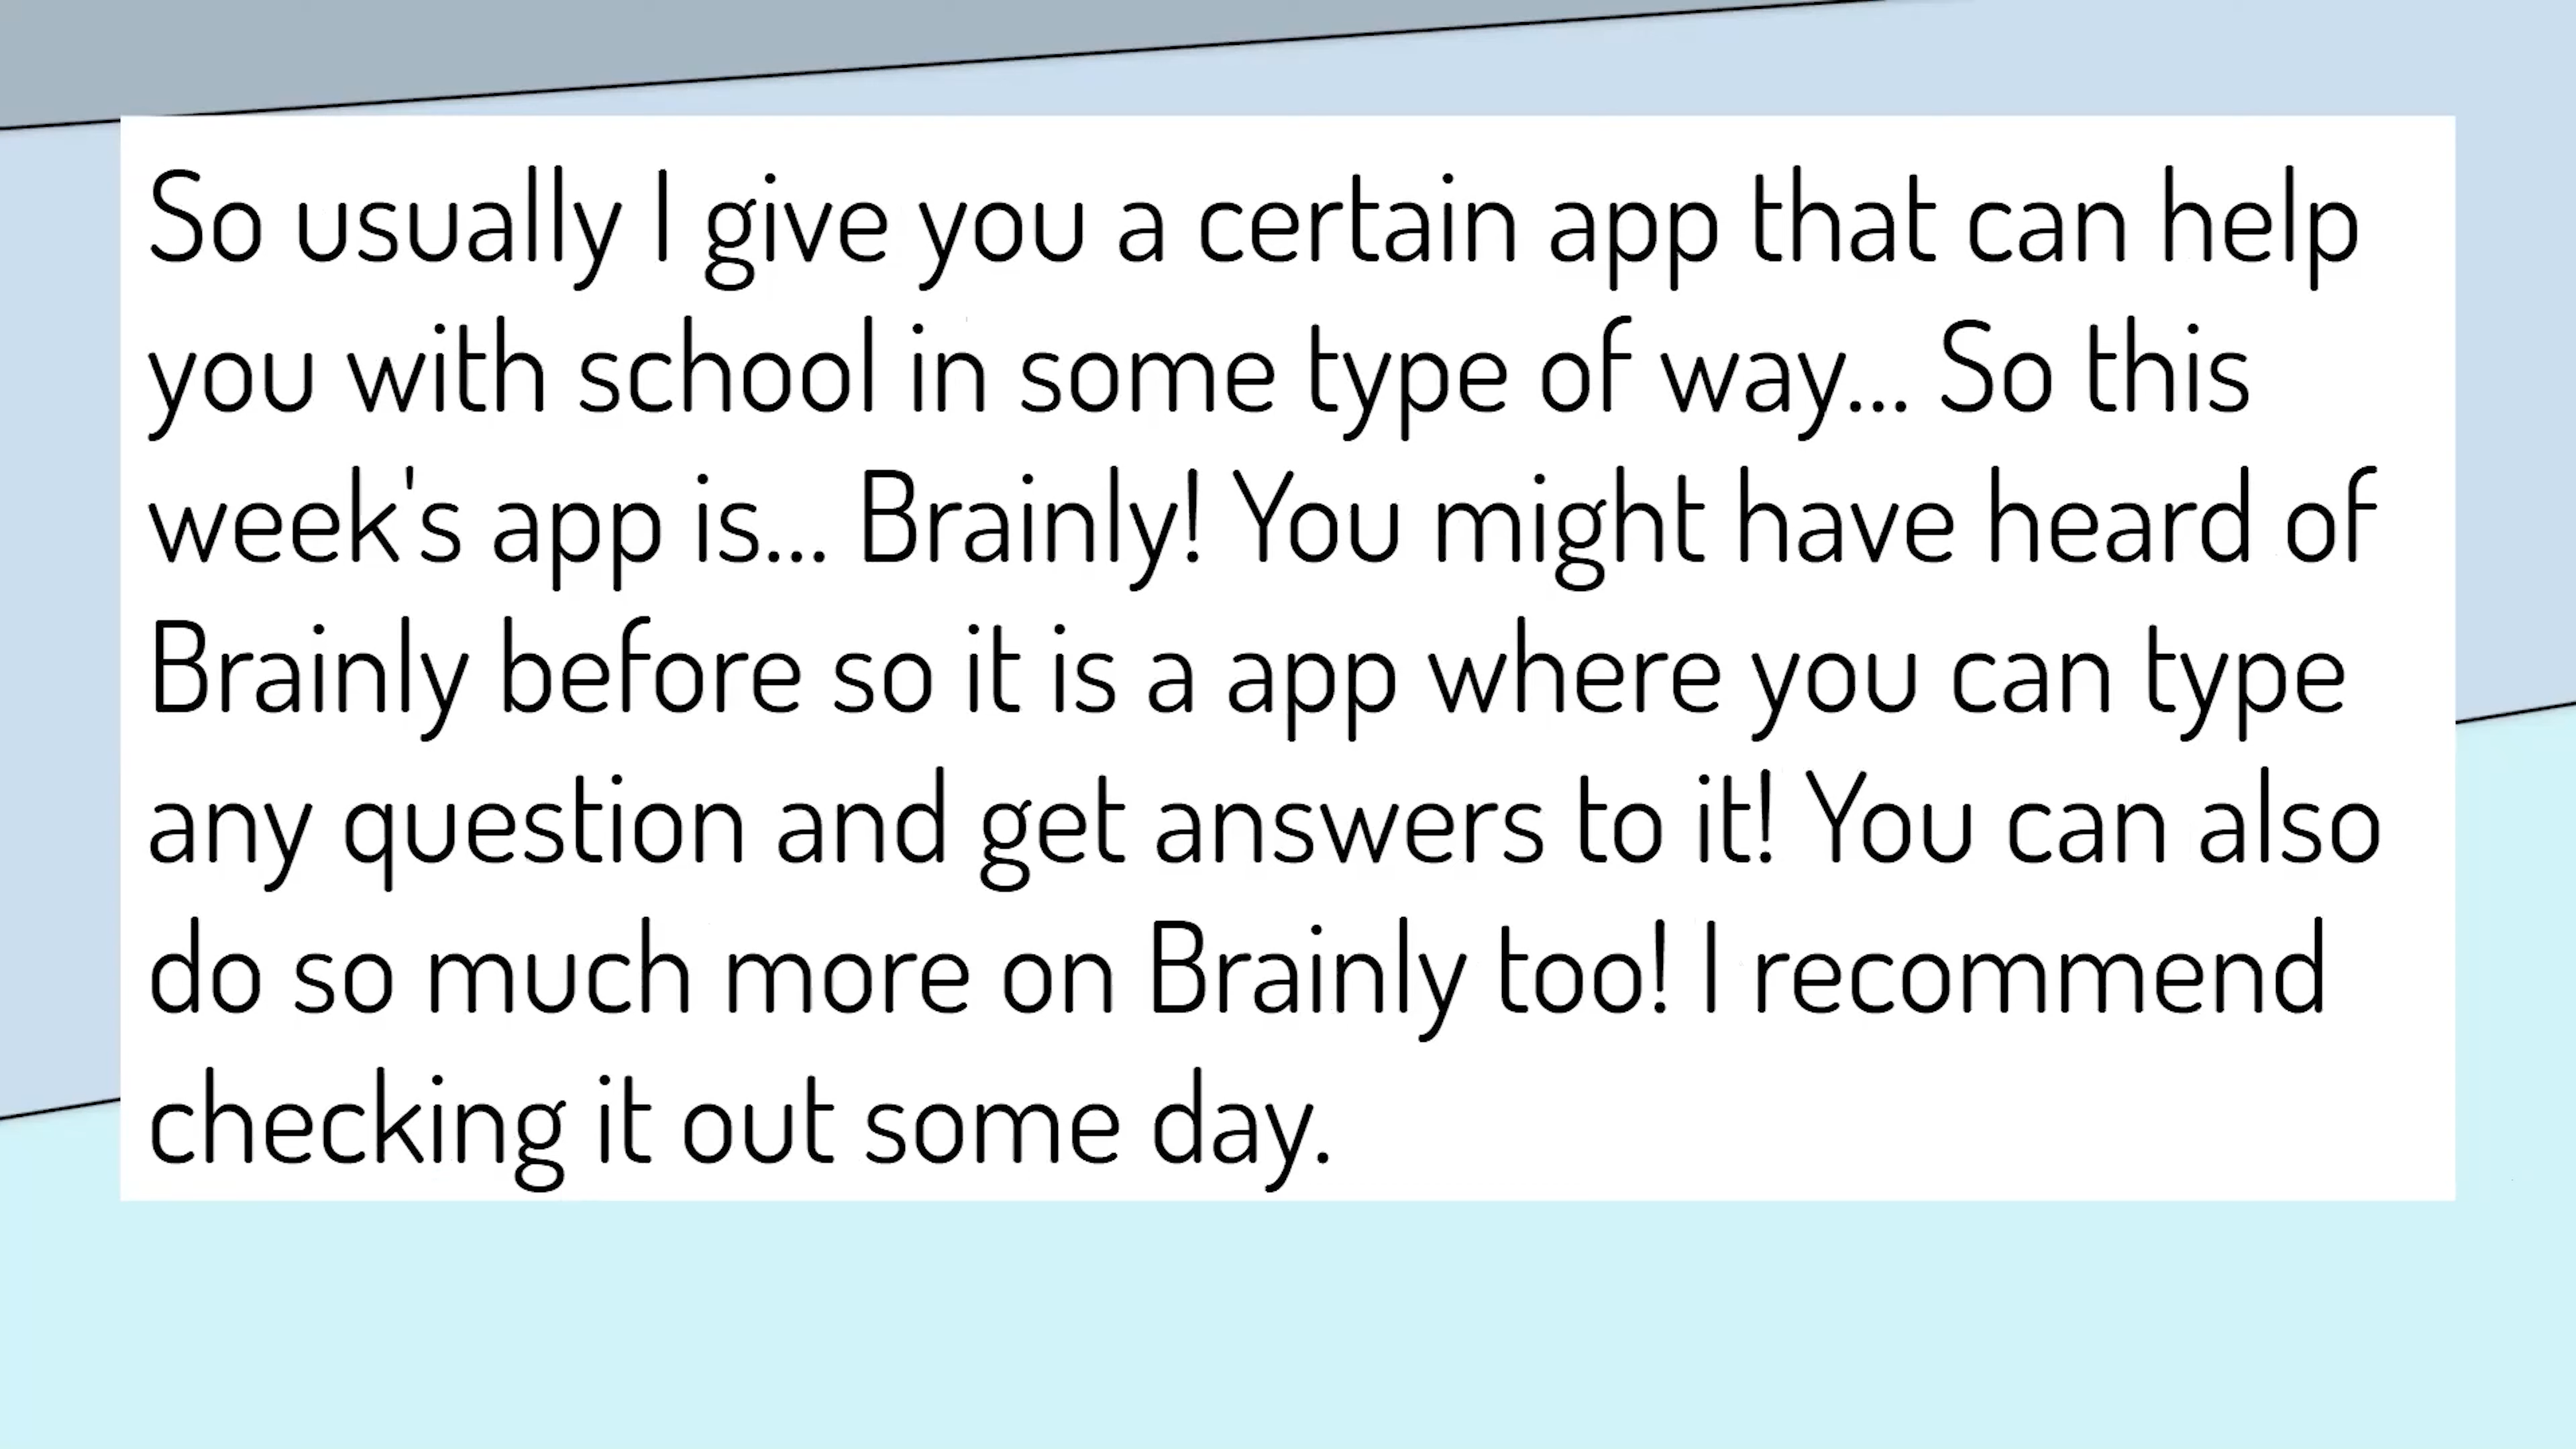 So usually I give you a certain app that can help
you with school in some type of way... So this
week's app is... Brainly! You might have heard of
Brainly before so it is a app where you can type
any question and get answers to it! You can also
do so much more on Brainly too! I recommend
checking it out some day.